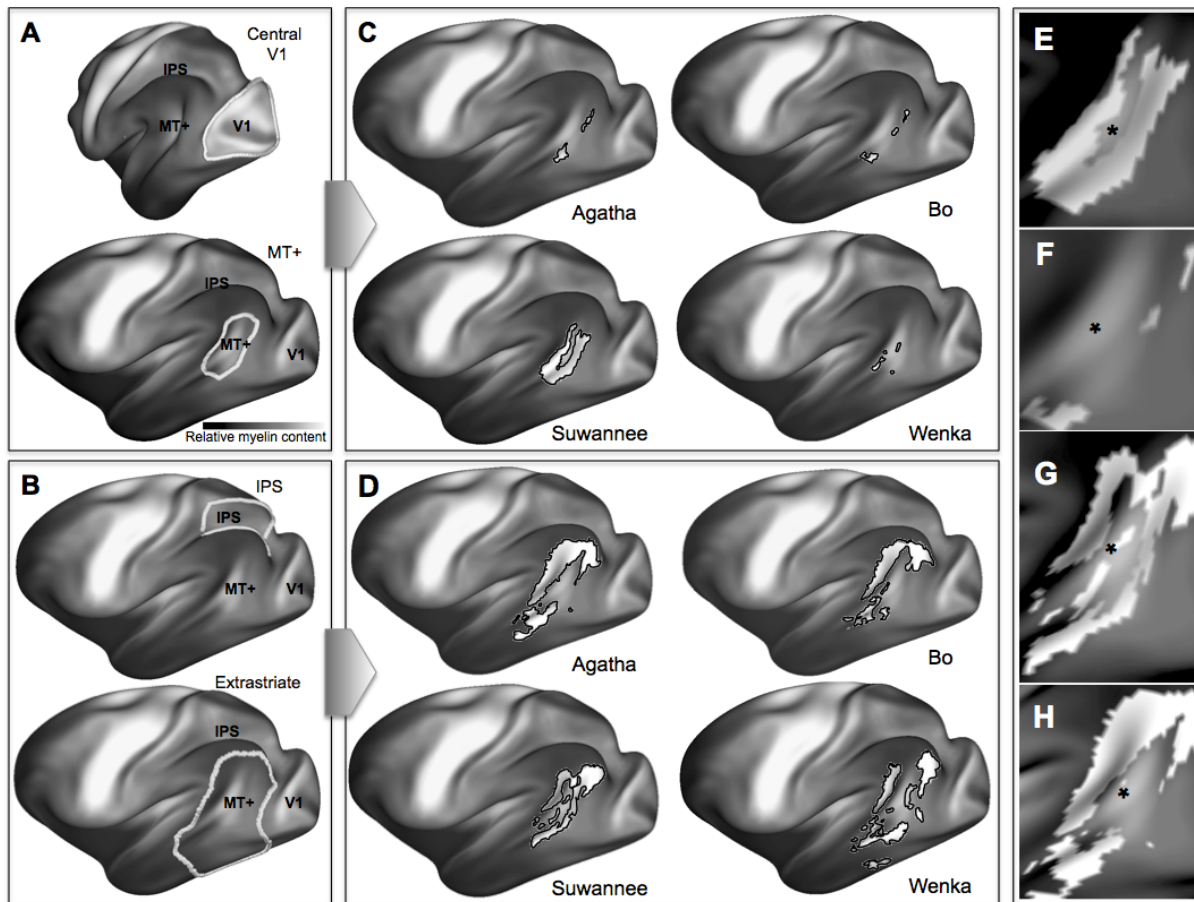 A
Central
V1
IPS
MT+
V1
MT+
IPS
MT+
V1
Relative myelin content
B
IPS
IPS
MT+
V1
Extrastriate
IPS
MT+
V1
C
Agatha
Bo
Suwannee
Wenka
D
Agatha
Bo
Suwannee
Wenka
E
*
F
*
G
*
H
*